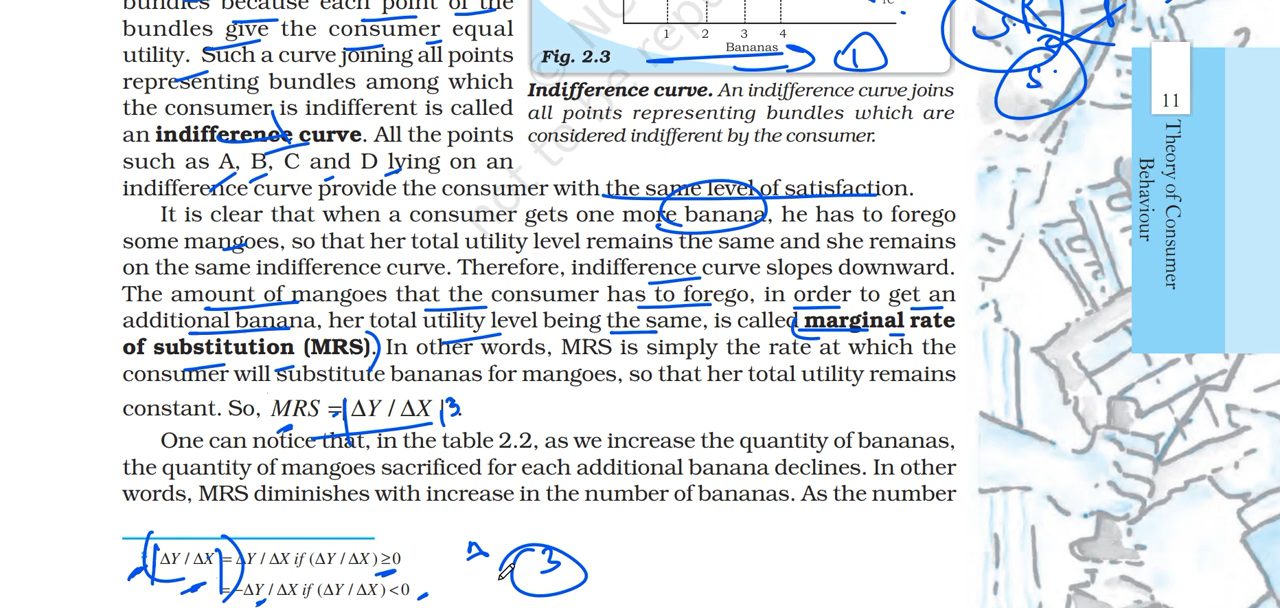 bundles because each point of the
bundles give the consumer equal
utility. Such a curve joining all points
representing bundles among which
the consumer is indifferent is called
an indifference curve. All the points
such as A, B, C and D lying on an
indifference curve provide the consumer with the same level of satisfaction.
It is clear that when a consumer gets one more banana, he has to forego
some mangoes, so that her total utility level remains the same and she remains
on the same indifference curve. Therefore, indifference curve slopes downward.
The amount of mangoes that the consumer has to forego, in order to get an
additional banana, her total utility level being the same, is called marginal rate
of substitution (MRS). In other words, MRS is simply the rate at which the
consumer will substitute bananas for mangoes, so that her total utility remains
constant. So, MRS = |ΔY / ΔX| 3.
One can notice that, in the table 2.2, as we increase the quantity of bananas,
the quantity of mangoes sacrificed for each additional banana declines. In other
words, MRS diminishes with increase in the number of bananas. As the number
|ΔY / ΔX| = ΔY / ΔX if (ΔY / ΔX) ≥0
= −ΔY / ΔX if (ΔY / ΔX) <0
3
1 2 3 4
Bananas
Fig. 2.3
1
Indifference curve. An indifference curve joins
all points representing bundles which are
considered indifferent by the consumer.
11
Theory of Consumer
Behaviour